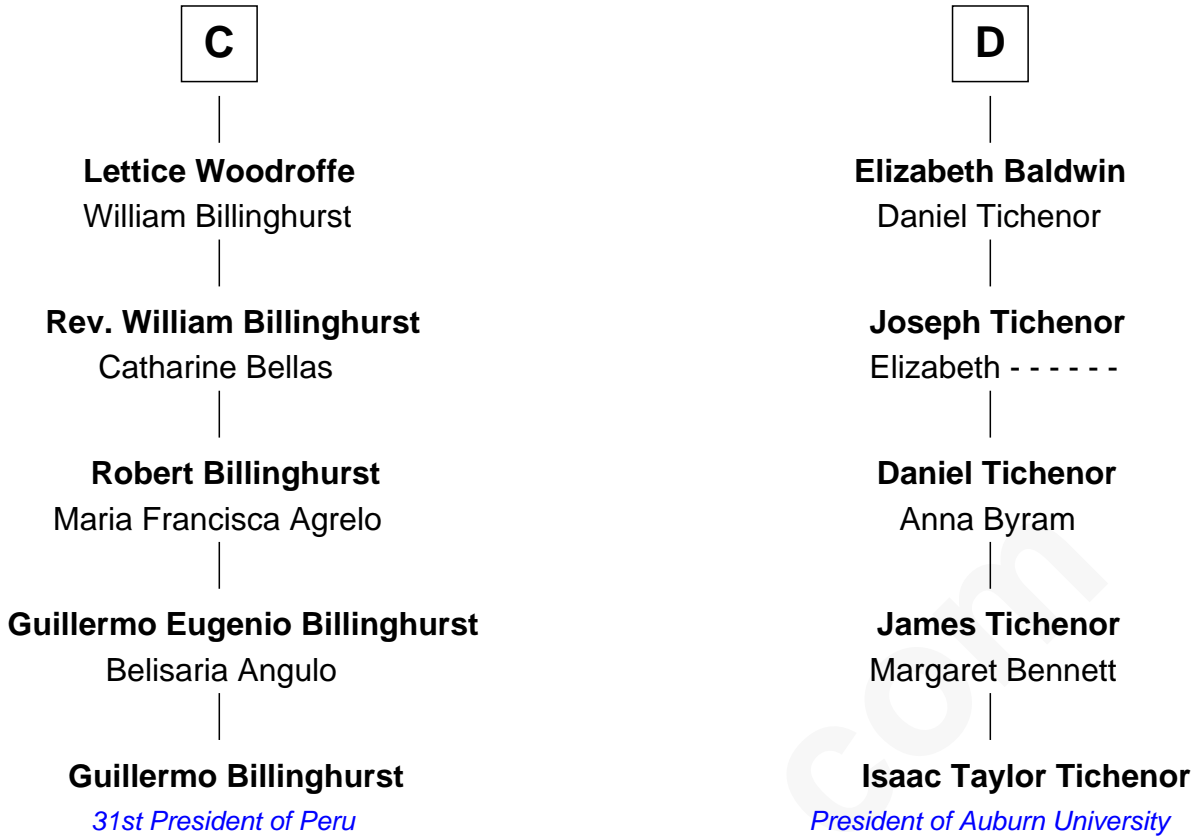 C
Lettice Woodroffe
William Billinghurst
Rev. William Billinghurst
Catharine Bellas
Robert Billinghurst
Maria Francisca Agrelo
Guillermo Eugenio Billinghurst
Belisaria Angulo
Guillermo Billinghurst
31st President of Peru
D
Elizabeth Baldwin
Daniel Tichenor
Joseph Tichenor
Elizabeth - - - - - -
Daniel Tichenor
Anna Byram
James Tichenor
Margaret Bennett
Isaac Taylor Tichenor
President of Auburn University
com